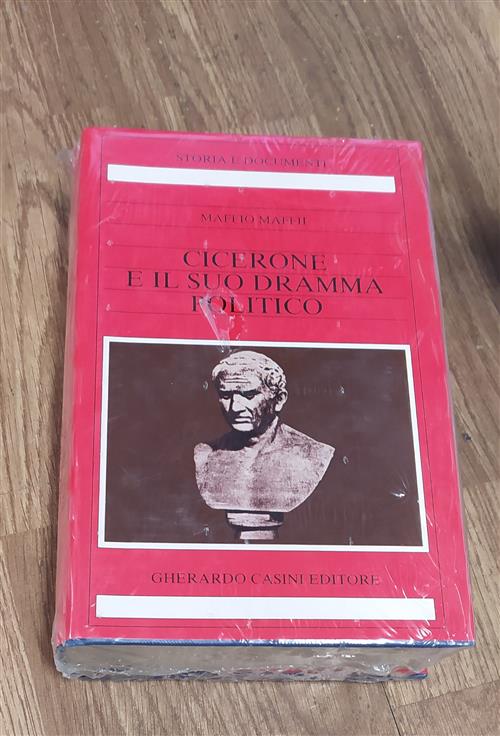 STORIA E DOCUMENTI
MAFFIO MAFFII
CICERONE
E IL SUO DRAMMA
POLITICO
GHERARDO CASINI EDITORE